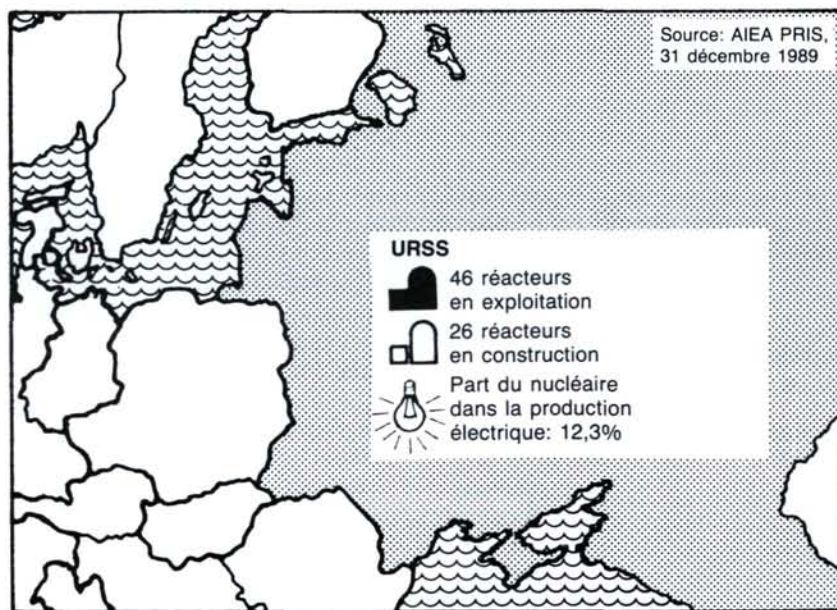 Source: AIEA PRIS,
31 décembre 1989
URSS
46 réacteurs
en exploitation
26 réacteurs
en construction
Part du nucléaire
dans la production
électrique: 12,3%